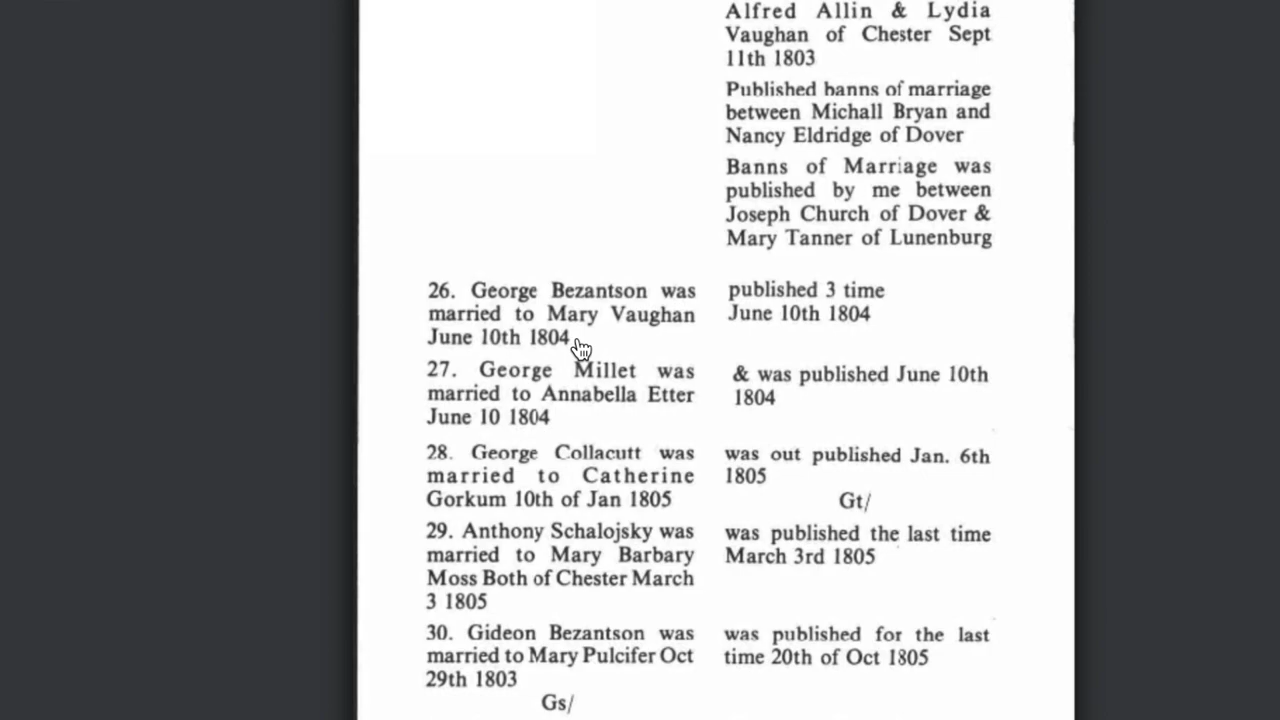 Alfred Allin & Lydia
Vaughan of Chester Sept
11th 1803
Published banns of marriage
between Michall Bryan and
Nancy Eldridge of Dover
Banns of Marriage was
published by me between
Joseph Church of Dover &
Mary Tanner of Lunenburg
26. George Bezantson was
married to Mary Vaughan
June 10th 1804
published 3 time
June 10th 1804
27. George Millet was
married to Annabella Etter
June 10 1804
& was published June 10th
1804
28. George Collacutt was
married to Catherine
Gorkum 10th of Jan 1805
was out published Jan. 6th
1805
Gt/
29. Anthony Schalojsky was
married to Mary Barbary
Moss Both of Chester March
3 1805
was published the last time
March 3rd 1805
30. Gideon Bezantson was
married to Mary Pulcifer Oct
29th 1803
Gs/
was published for the last
time 20th of Oct 1805